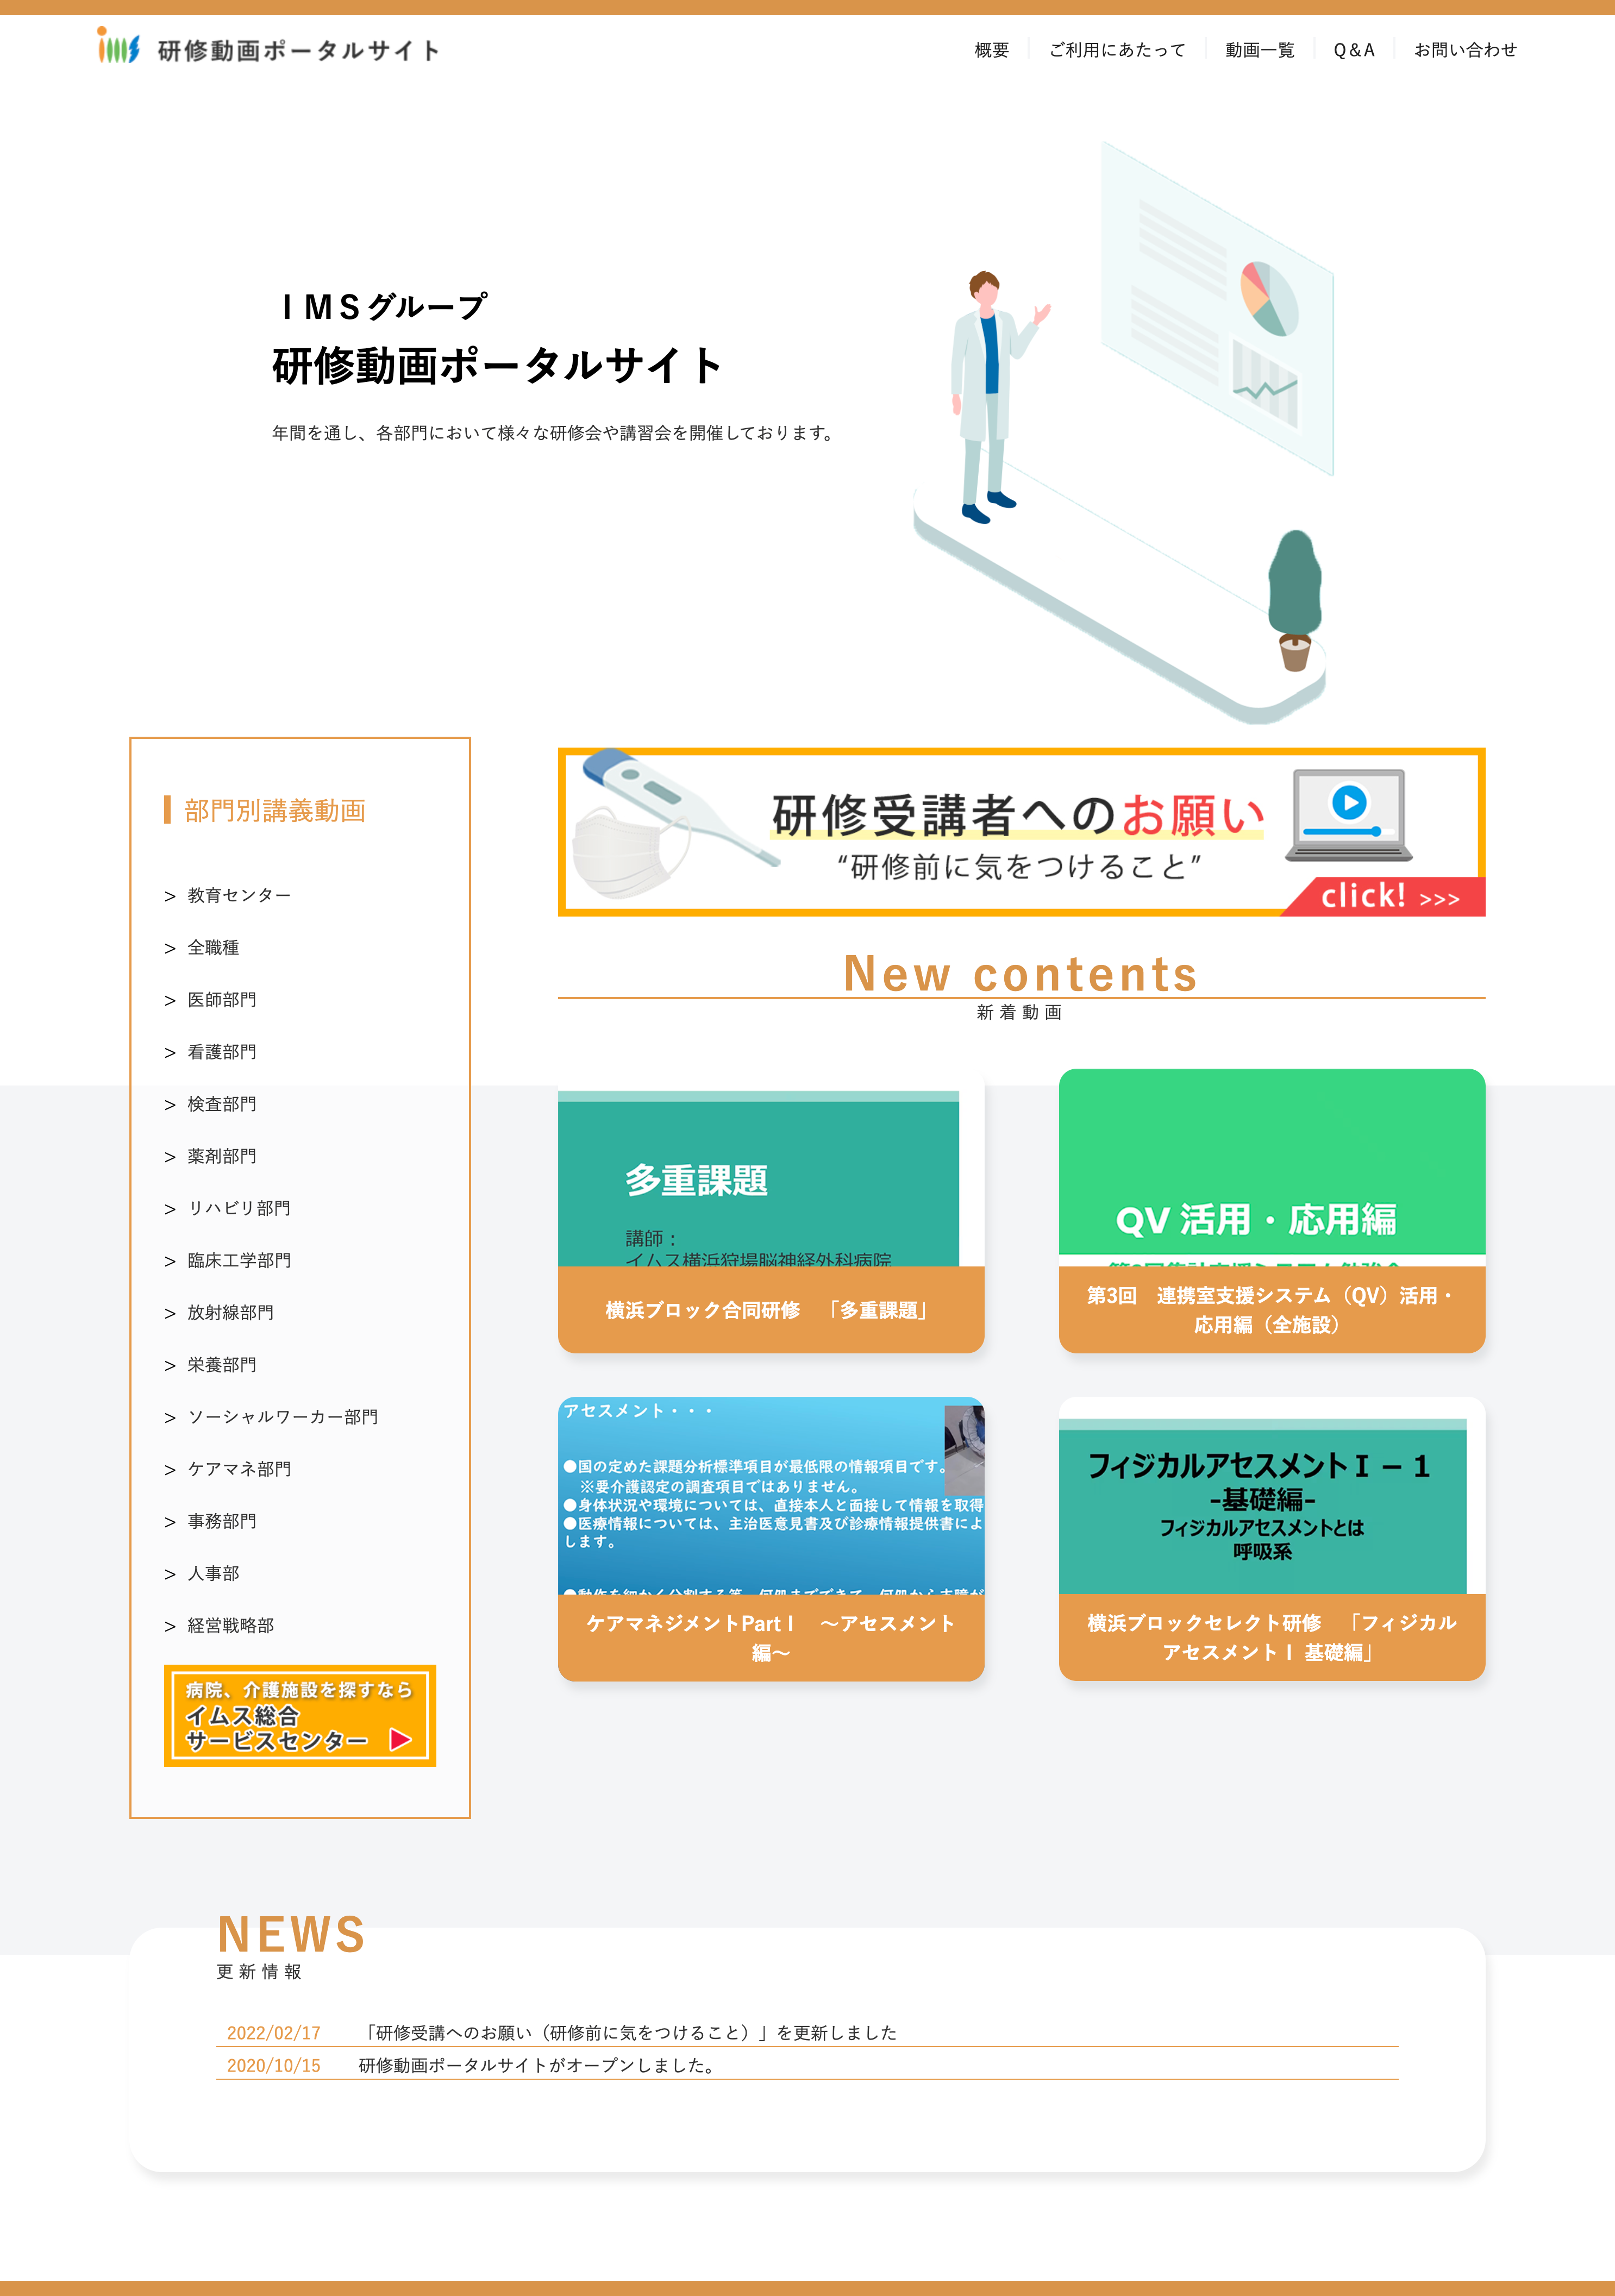 ims 研修動画ポータルサイト
概要
ご利用にあたって
動画一覧
Q&A
お問い合わせ
ＩＭＳグループ
研修動画ポータルサイト
年間を通し、各部門において様々な研修会や講習会を開催しております。
部門別講義動画
> 教育センター
> 全職種
> 医師部門
> 看護部門
> 検査部門
> 薬剤部門
> リハビリ部門
> 臨床工学部門
> 放射線部門
> 栄養部門
> ソーシャルワーカー部門
> ケアマネ部門
> 事務部門
> 人事部
> 経営戦略部
病院、介護施設を探すなら
イムス総合
サービスセンター
研修受講者へのお願い
“研修前に気をつけること”
click! >>>
New contents
新着動画
多重課題
講師：
イムス横浜狩場脳神経外科病院
横浜ブロック合同研修　「多重課題」
QV 活用・応用編
第3回　連携室支援システム（QV）活用・
応用編（全施設）
アセスメント・・・
●国の定めた課題分析標準項目が最低限の情報項目です。
※要介護認定の調査項目ではありません。
●身体状況や環境については、直接本人と面接して情報を取得
●医療情報については、主治医意見書及び診療情報提供書によ
します。
ケアマネジメントPartⅠ　～アセスメント
編～
フィジカルアセスメントⅠ－１
-基礎編-
フィジカルアセスメントとは
呼吸系
横浜ブロックセレクト研修　「フィジカル
アセスメントⅠ 基礎編」
NEWS
更新情報
2022/02/17 「研修受講へのお願い（研修前に気をつけること）」を更新しました
2020/10/15 研修動画ポータルサイトがオープンしました。